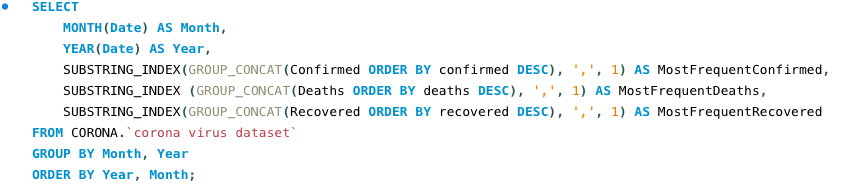 SELECT
MONTH(Date) AS Month,
YEAR(Date) AS Year,
SUBSTRING_INDEX(GROUP_CONCAT(Confirmed ORDER BY confirmed DESC), ',', 1) AS MostFrequentConfirmed,
SUBSTRING_INDEX (GROUP_CONCAT(Deaths ORDER BY deaths DESC), ',', 1) AS MostFrequentDeaths,
SUBSTRING_INDEX(GROUP_CONCAT(Recovered ORDER BY recovered DESC), ',', 1) AS MostFrequentRecovered
FROM CORONA.`corona virus dataset`
GROUP BY Month, Year
ORDER BY Year, Month;